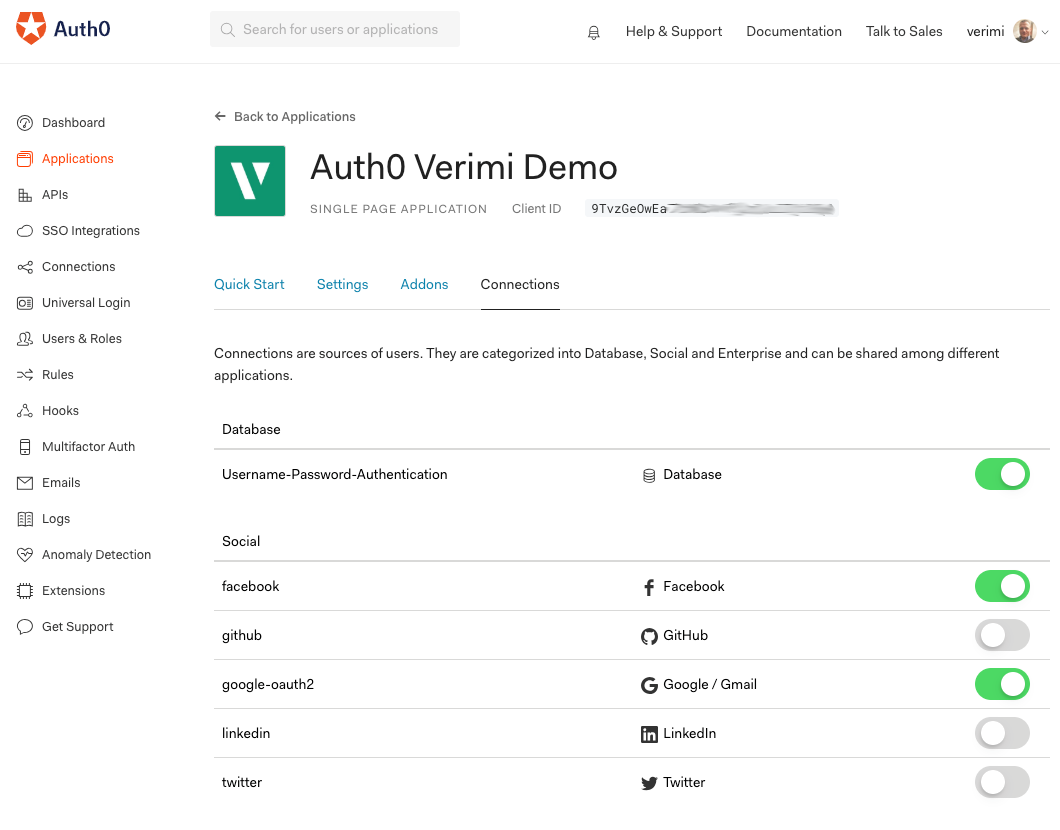 Auth0
Search for users or applications
Help & Support
Documentation
Talk to Sales
verimi
Dashboard
Applications
APIs
SSO Integrations
Connections
Universal Login
Users & Roles
Rules
Hooks
Multifactor Auth
Emails
Logs
Anomaly Detection
Extensions
Get Support
Back to Applications
Auth0 Verimi Demo
SINGLE PAGE APPLICATION Client ID 9TvzGeOwEa
Quick Start Settings Addons Connections
Connections are sources of users. They are categorized into Database, Social and Enterprise and can be shared among different
applications.
Database
Username-Password-Authentication Database
Social
facebook Facebook
github GitHub
google-oauth2 Google / Gmail
linkedin LinkedIn
twitter Twitter